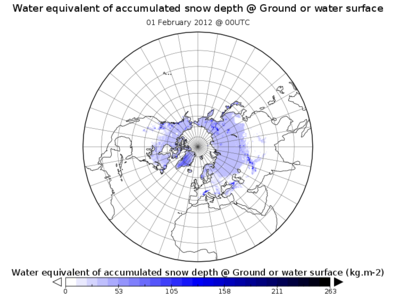 Water equivalent of accumulated snow depth @ Ground or water surface
01 February 2012 @ 00UTC
Water equivalent of accumulated snow depth @ Ground or water surface (kg.m-2)
0 53 105 158 211 263